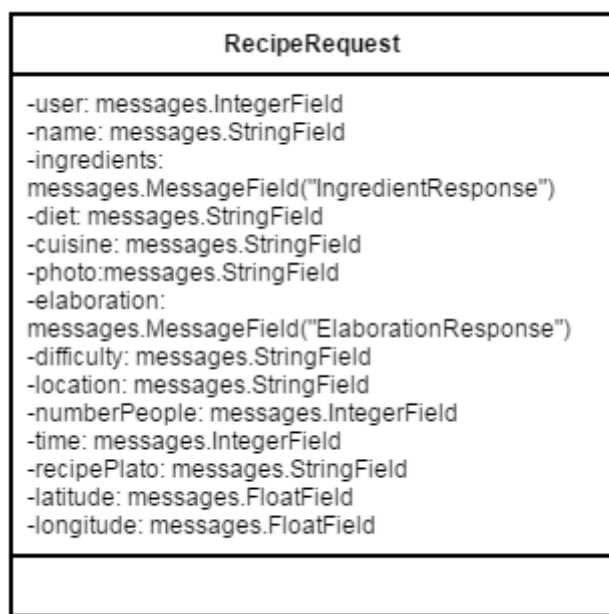 RecipeRequest
-user: messages.IntegerField
-name: messages.StringField
-ingredients:
messages.MessageField("IngredientResponse")
-diet: messages.StringField
-cuisine: messages.StringField
-photo:messages.StringField
-elaboration:
messages.MessageField("ElaborationResponse")
-difficulty: messages.StringField
-location: messages.StringField
-numberPeople: messages.IntegerField
-time: messages.IntegerField
-recipePlato: messages.StringField
-latitude: messages.FloatField
-longitude: messages.FloatField